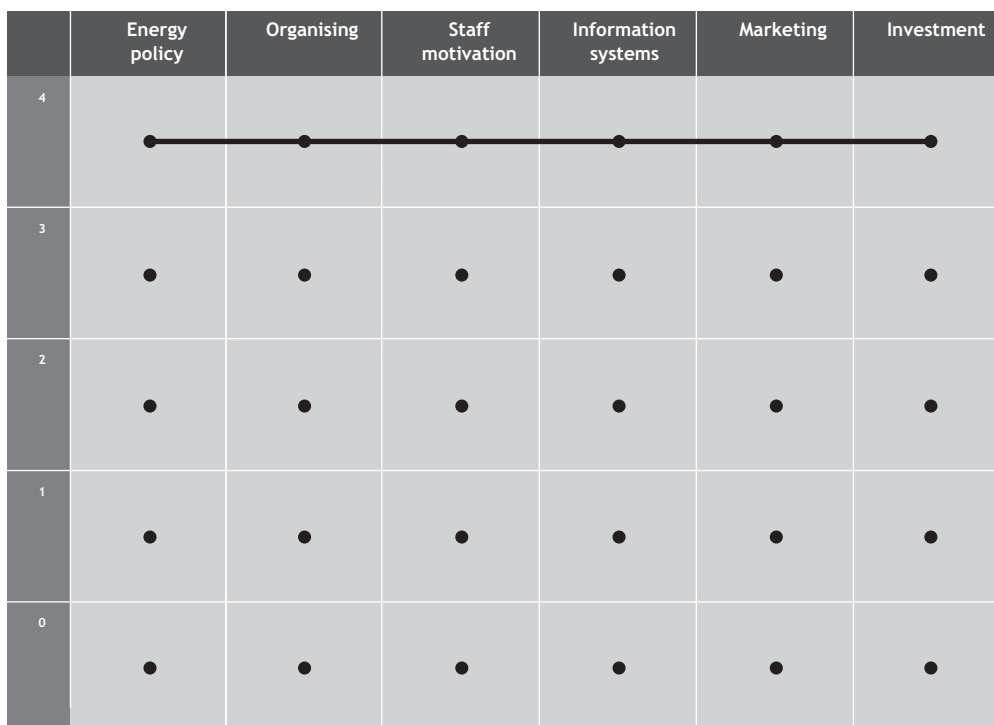 Energy policy
Organising
Staff motivation
Information systems
Marketing
Investment
4
3
2
1
0